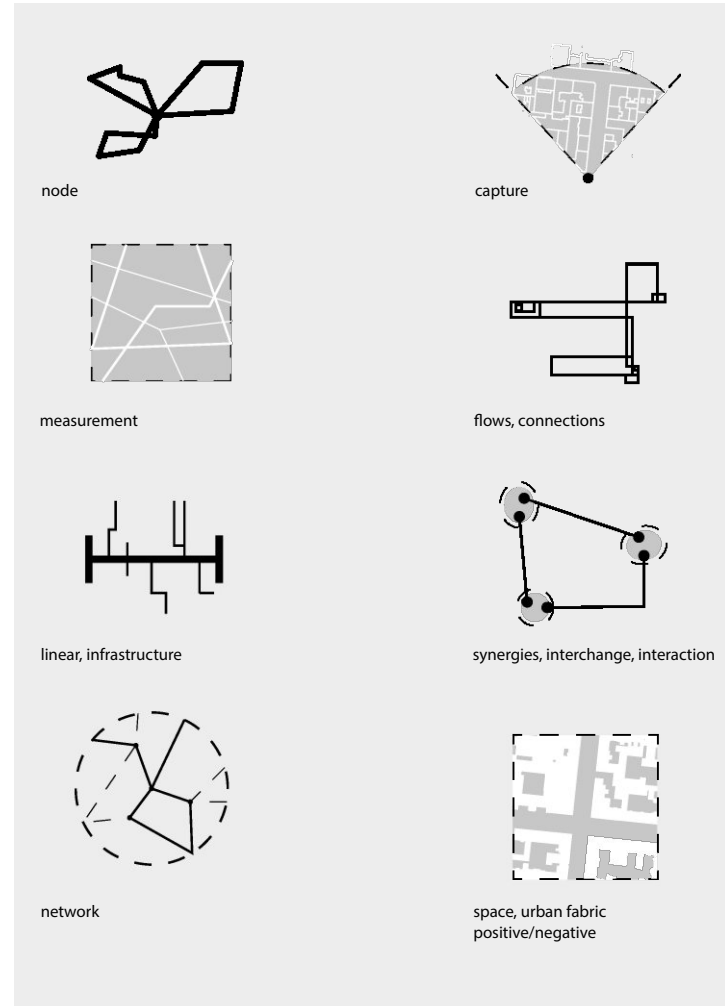 node
capture
measurement
flows, connections
linear, infrastructure
synergies, interchange, interaction
network
space, urban fabric
positive/negative